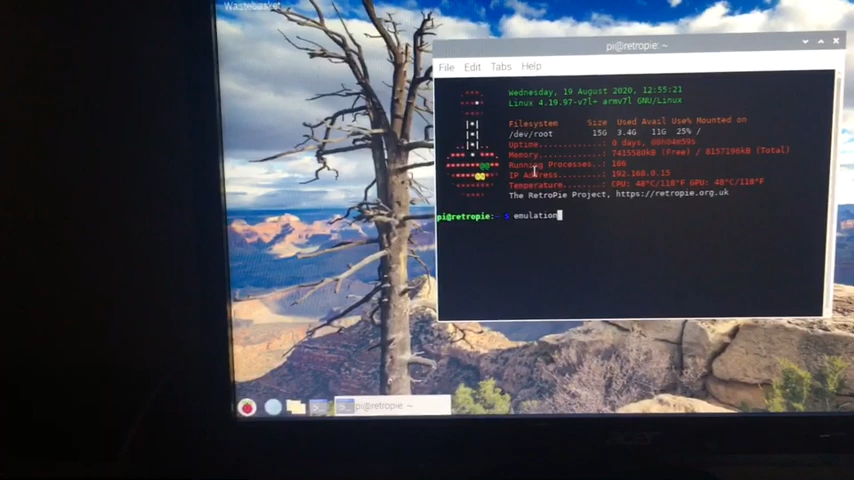 Wastebasket
pi@retropie: ~
File Edit Tabs Help
Wednesday, 19 August 2020, 12:55:21
Linux 4.19.97-v7l+ armv7l GNU/Linux
Filesystem Size Used Avail Use% Mounted on
/dev/root 15G 3.4G 11G 25% /
Uptime.............: 0 days, 00h04m59s
Memory.............: 7415580kB (Free) / 8157196kB (Total)
Running Processes..: 186
IP Address.........: 192.168.0.15
Temperature........: CPU: 48°C/118°F GPU: 48°C/118°F
The RetroPie Project, https://retropie.org.uk
pi@retropie:~ $ emulation
pi@retropie: ~
acer